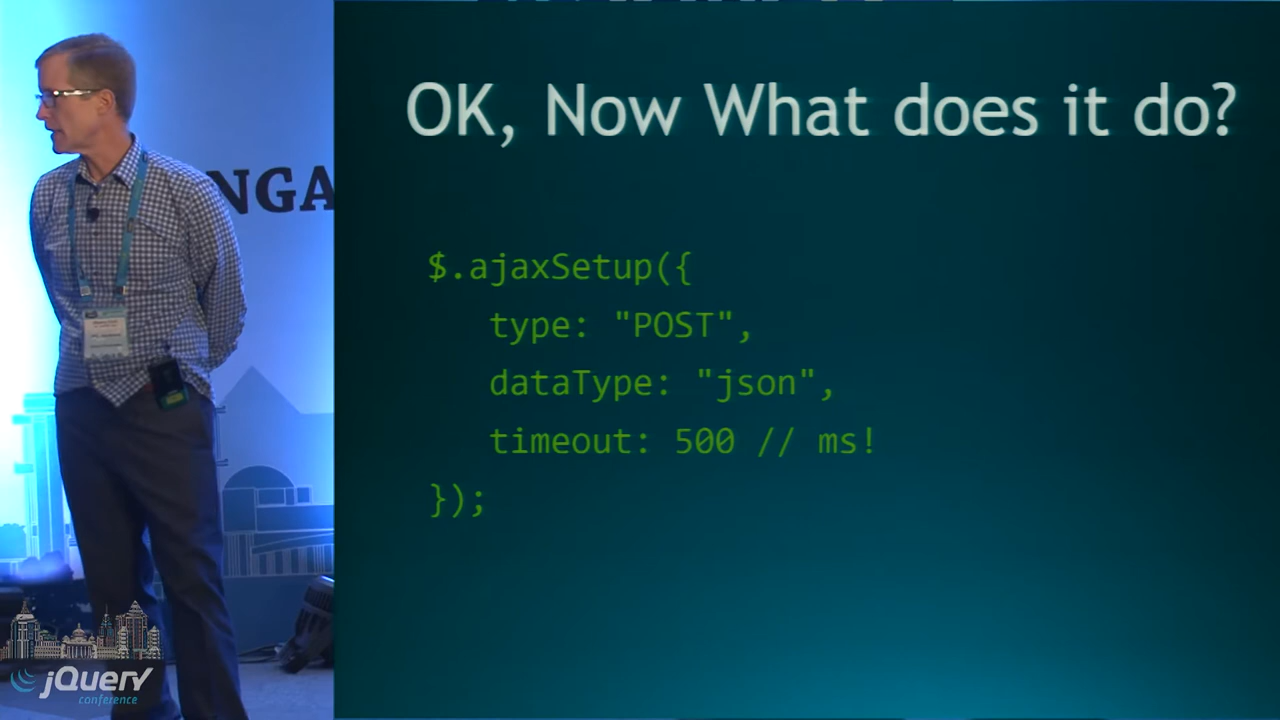 NGA
OK, Now What does it do?
$.ajaxSetup({
type: "POST",
dataType: "json",
timeout: 500 // ms!
});
jQuery
conference